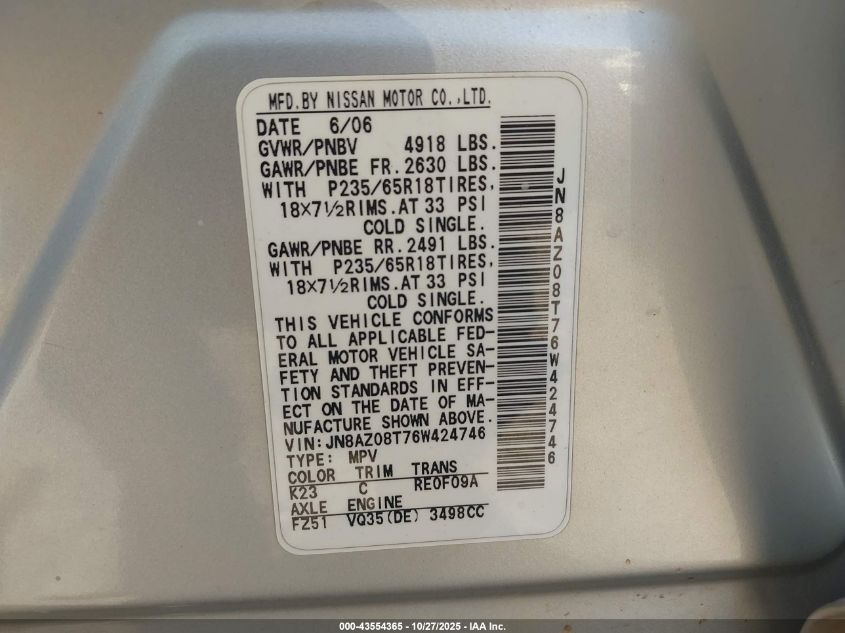 MFD.BY NISSAN MOTOR CO.,LTD.
DATE 6/06
GVWR/PNBV 4918 LBS.
GAWR/PNBE FR.2630 LBS.
WITH P235/65R18TIRES,
18×7½RIMS.AT 33 PSI
COLD SINGLE.
GAWR/PNBE RR.2491 LBS.
WITH P235/65R18TIRES,
18×7½RIMS.AT 33 PSI
COLD SINGLE.
THIS VEHICLE CONFORMS
TO ALL APPLICABLE FED-
ERAL MOTOR VEHICLE SA-
FETY AND THEFT PREVEN-
TION STANDARDS IN EFF-
ECT ON THE DATE OF MA-
NUFACTURE SHOWN ABOVE.
VIN:JN8AZ08T76W424746
TYPE: MPV
COLOR TRIM TRANS
K23 C RE0F09A
AXLE ENGINE
FZ51 VQ35(DE) 3498CC
JN8AZ08T76W424746
000-43554365 - 10/27/2025 - IAA Inc.